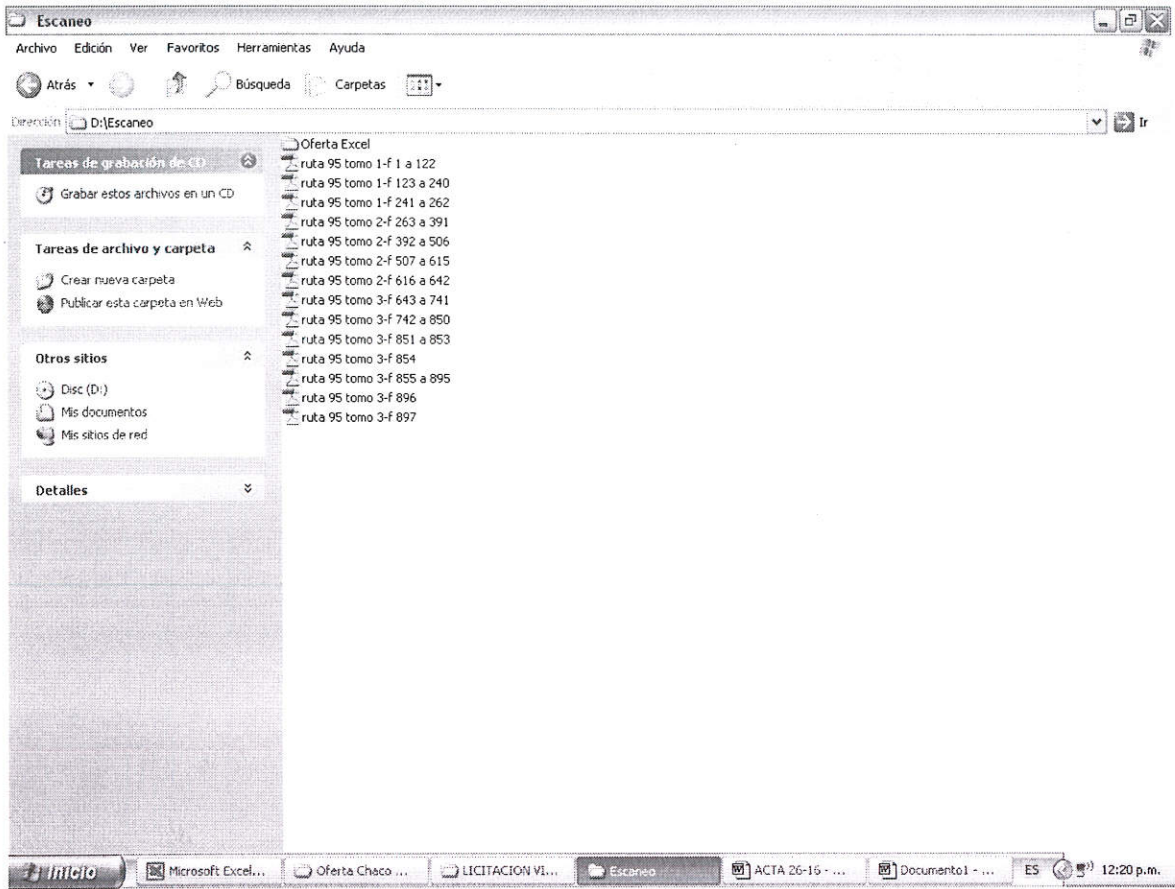 Escaneo
Archivo Edición Ver Favoritos Herramientas Ayuda
Atrás Búsqueda Carpetas
Dirección D:\Escaneo Ir
Tareas de grabación de CD
Grabar estos archivos en un CD
Tareas de archivo y carpeta
Crear nueva carpeta
Publicar esta carpeta en Web
Otros sitios
Disc (D:)
Mis documentos
Mis sitios de red
Detalles
Oferta Excel
ruta 95 tomo 1-f 1 a 122
ruta 95 tomo 1-f 123 a 240
ruta 95 tomo 1-f 241 a 262
ruta 95 tomo 2-f 263 a 391
ruta 95 tomo 2-f 392 a 506
ruta 95 tomo 2-f 507 a 615
ruta 95 tomo 2-f 616 a 642
ruta 95 tomo 3-f 643 a 741
ruta 95 tomo 3-f 742 a 850
ruta 95 tomo 3-f 851 a 853
ruta 95 tomo 3-f 854
ruta 95 tomo 3-f 855 a 895
ruta 95 tomo 3-f 896
ruta 95 tomo 3-f 897
Inicio Microsoft Excel... Oferta Chaco ... LICITACION VI... Escaneo ACTA 26-16 - ... Documento1 - ... ES 12:20 p.m.